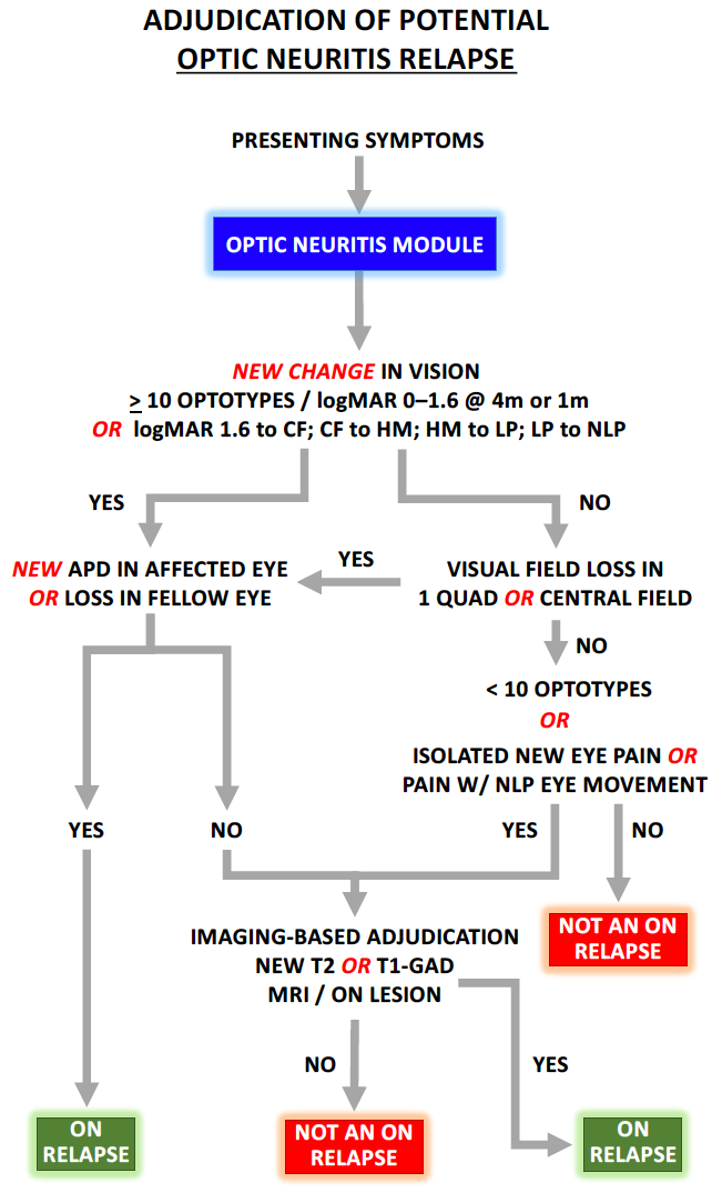 ADJUDICATION OF POTENTIAL
OPTIC NEURITIS RELAPSE
PRESENTING SYMPTOMS
OPTIC NEURITIS MODULE
NEW CHANGE IN VISION
≥ 10 OPTOTYPES / logMAR 0–1.6 @ 4m or 1m
OR logMAR 1.6 to CF; CF to HM; HM to LP; LP to NLP
YES
NO
NEW APD IN AFFECTED EYE
OR LOSS IN FELLOW EYE
YES
VISUAL FIELD LOSS IN
1 QUAD OR CENTRAL FIELD
NO
< 10 OPTOTYPES
OR
ISOLATED NEW EYE PAIN OR
PAIN W/ NLP EYE MOVEMENT
YES
NO
YES
NO
NOT AN ON
RELAPSE
IMAGING-BASED ADJUDICATION
NEW T2 OR T1-GAD
MRI / ON LESION
NO
YES
ON
RELAPSE
NOT AN ON
RELAPSE
ON
RELAPSE